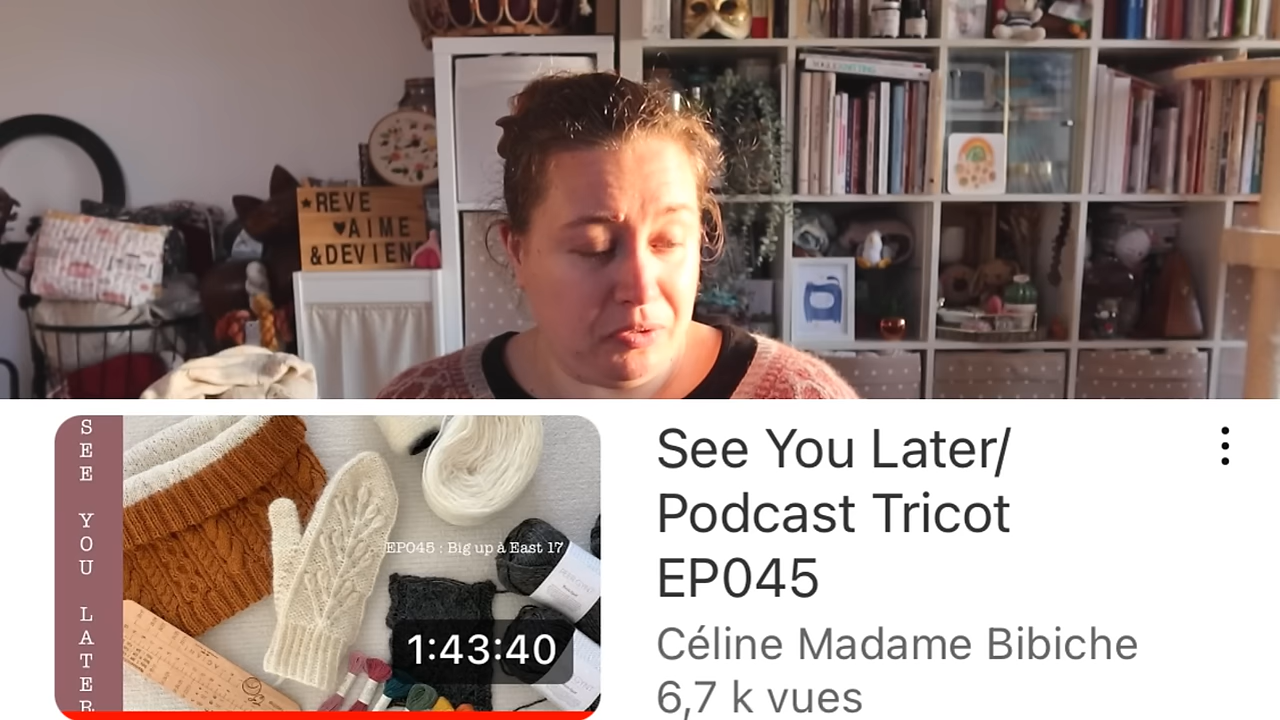 ★REVE
♥AIME
&DEVIENS
SEE YOU LATER
EP045 : Big up à East 17
1:43:40
See You Later/
Podcast Tricot
EP045
Céline Madame Bibiche
6,7 k vues